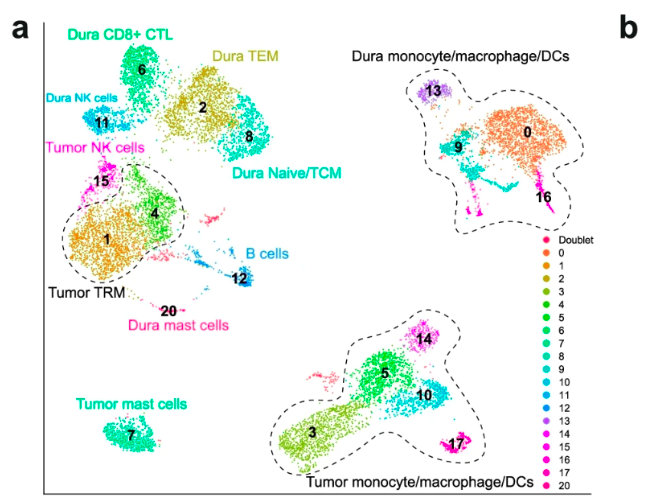 a
b
Dura CD8+ CTL
6
Dura TEM
2
Dura NK cells
11
8
Tumor NK cells
Dura Naive/TCM
15
4
1
B cells
12
Tumor TRM
20
Dura mast cells
Tumor mast cells
7
Dura monocyte/macrophage/DCs
13
0
9
16
14
5
10
3
17
Tumor monocyte/macrophage/DCs
Doublet
0
1
2
3
4
5
6
7
8
9
10
11
12
13
14
15
16
17
20